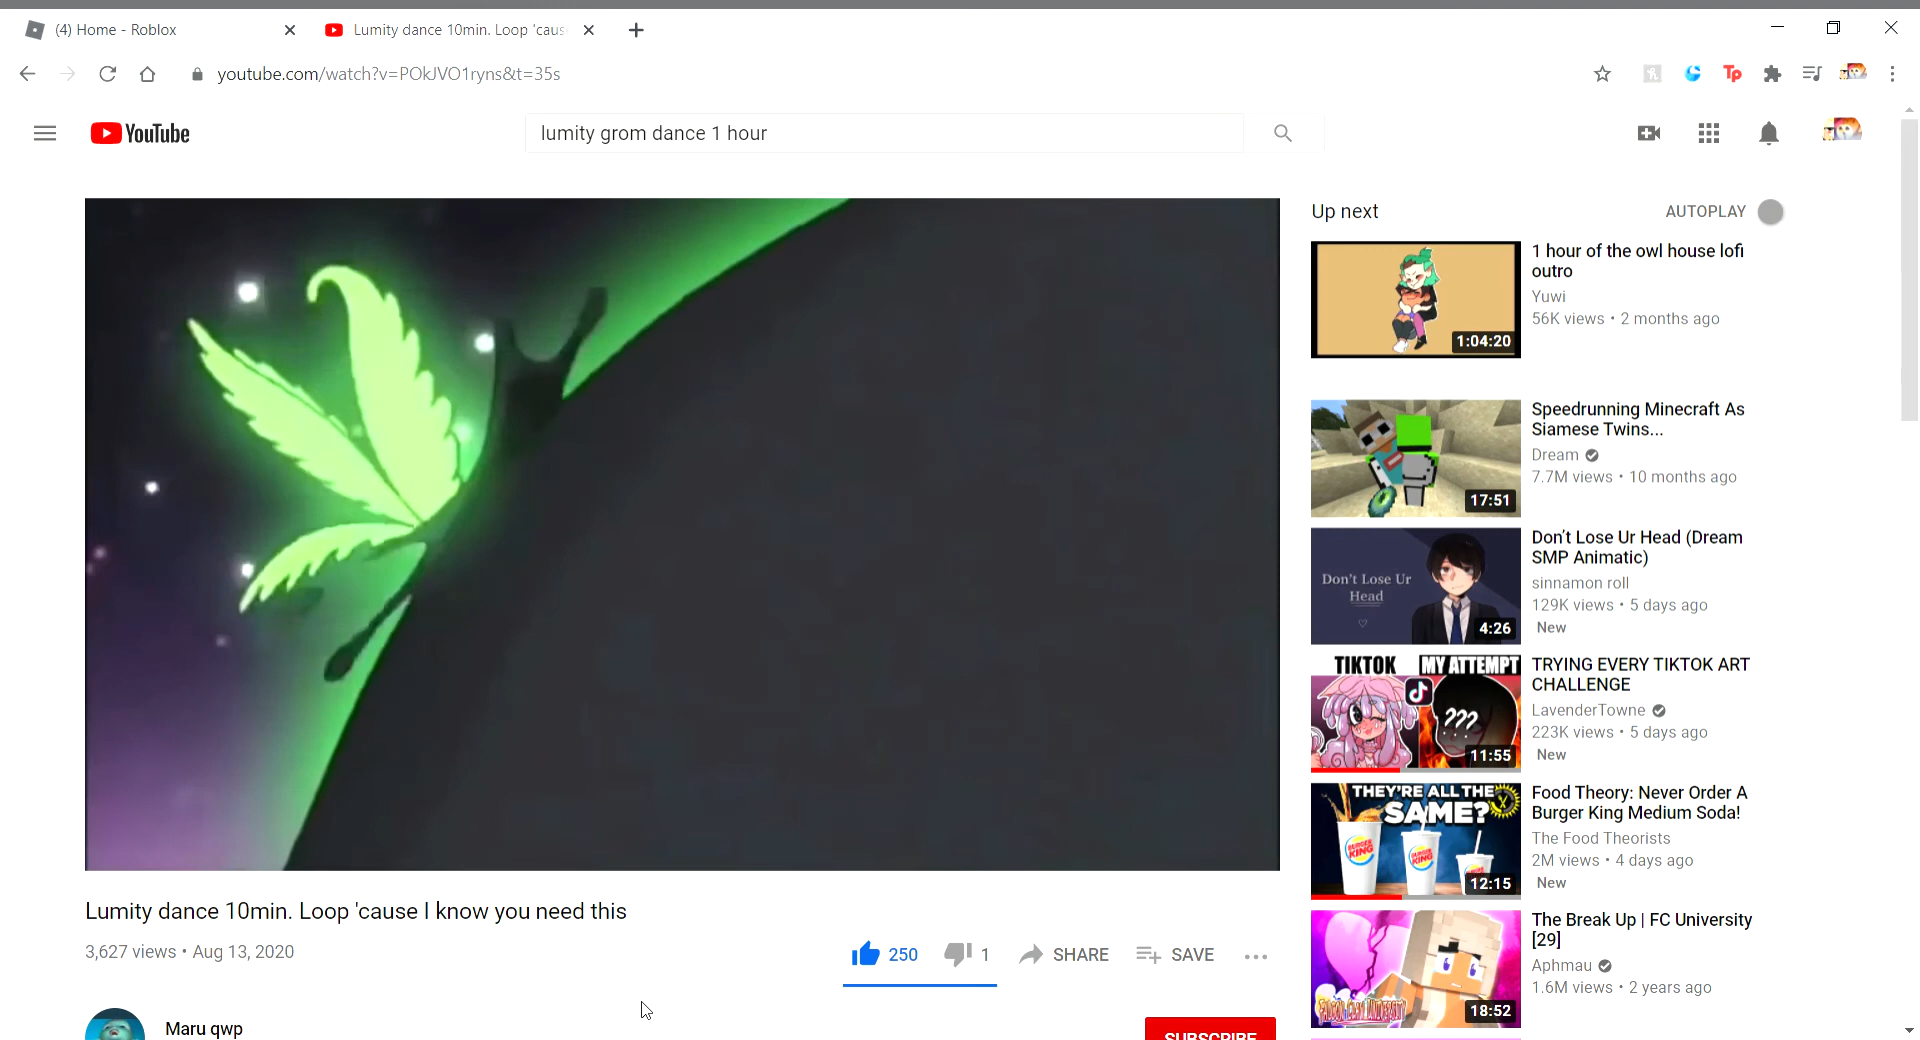 (4) Home - Roblox
Lumity dance 10min. Loop 'caus
youtube.com/watch?v=POkJVO1ryns&t=35s
Tp
YouTube
lumity grom dance 1 hour
Up next
AUTOPLAY
1 hour of the owl house lofi
outro
Yuwi
56K views • 2 months ago
1:04:20
Speedrunning Minecraft As
Siamese Twins...
Dream
7.7M views • 10 months ago
17:51
Don't Lose Ur Head (Dream
SMP Animatic)
sinnamon roll
129K views • 5 days ago
New
Don't Lose Ur
Head
4:26
TIKTOK
MY ATTEMPT
???
11:55
TRYING EVERY TIKTOK ART
CHALLENGE
LavenderTowne
223K views • 5 days ago
New
THEY'RE ALL THE
SAME?
BURGER
KING
BURGER
KING
12:15
Food Theory: Never Order A
Burger King Medium Soda!
The Food Theorists
2M views • 4 days ago
New
The Break Up | FC University
[29]
Aphmau
1.6M views • 2 years ago
FALCON CLAW UNIVERSITY
18:52
Lumity dance 10min. Loop 'cause I know you need this
3,627 views • Aug 13, 2020
250
1
SHARE
SAVE
Maru qwp
SUBSCRIBE